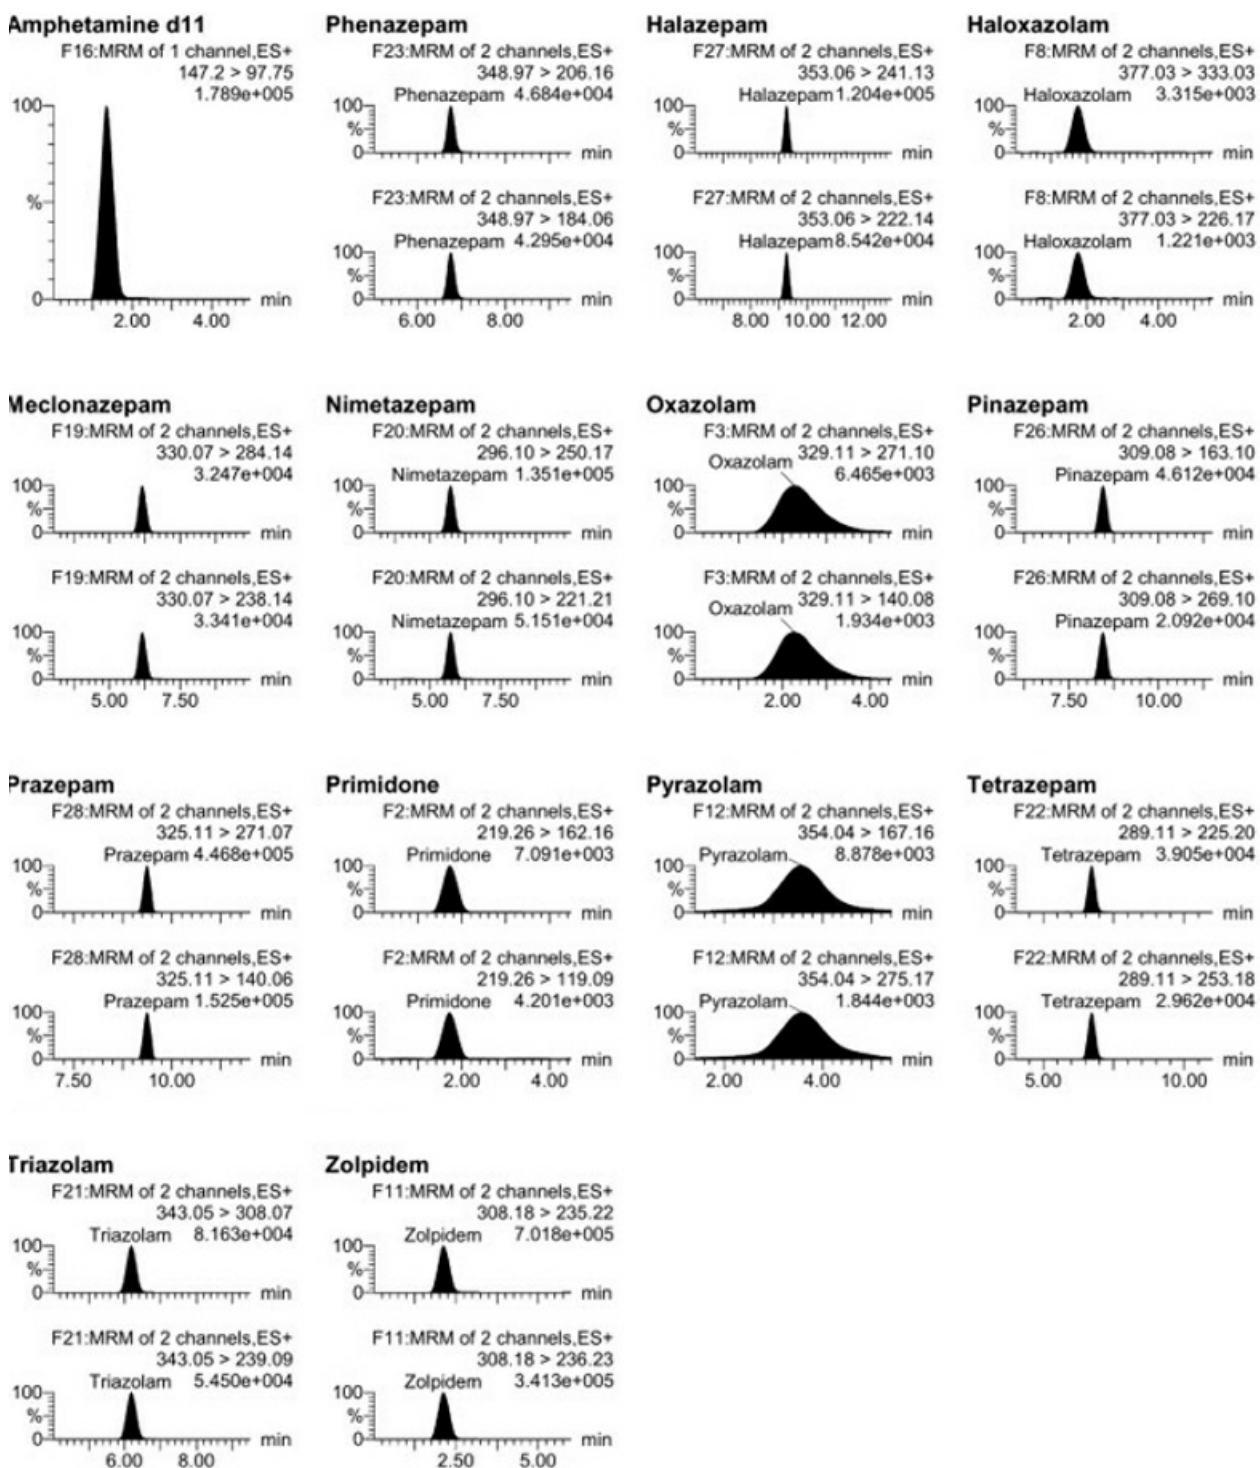 Amphetamine d11
F16:MRM of 1 channel,ES+
147.2 > 97.75
1.789e+005
100
%
0
min
2.00 4.00
Phenazepam
F23:MRM of 2 channels,ES+
348.97 > 206.16
Phenazepam 4.684e+004
100
%
0
min
F23:MRM of 2 channels,ES+
348.97 > 184.06
Phenazepam 4.295e+004
100
%
0
min
6.00 8.00
Halazepam
F27:MRM of 2 channels,ES+
353.06 > 241.13
Halazepam 1.204e+005
100
%
0
min
F27:MRM of 2 channels,ES+
353.06 > 222.14
Halazepam 8.542e+004
100
%
0
min
8.00 10.00 12.00
Haloxazolam
F8:MRM of 2 channels,ES+
377.03 > 333.03
Haloxazolam 3.315e+003
100
%
0
min
F8:MRM of 2 channels,ES+
377.03 > 226.17
Haloxazolam 1.221e+003
100
%
0
min
2.00 4.00
Meclonazepam
F19:MRM of 2 channels,ES+
330.07 > 284.14
3.247e+004
100
%
0
min
F19:MRM of 2 channels,ES+
330.07 > 238.14
3.341e+004
100
%
0
min
5.00 7.50
Nimetazepam
F20:MRM of 2 channels,ES+
296.10 > 250.17
Nimetazepam 1.351e+005
100
%
0
min
F20:MRM of 2 channels,ES+
296.10 > 221.21
Nimetazepam 5.151e+004
100
%
0
min
5.00 7.50
Oxazolam
F3:MRM of 2 channels,ES+
329.11 > 271.10
Oxazolam 6.465e+003
100
%
0
min
F3:MRM of 2 channels,ES+
329.11 > 140.08
Oxazolam 1.934e+003
100
%
0
min
2.00 4.00
Pinazepam
F26:MRM of 2 channels,ES+
309.08 > 163.10
Pinazepam 4.612e+004
100
%
0
min
F26:MRM of 2 channels,ES+
309.08 > 269.10
Pinazepam 2.092e+004
100
%
0
min
7.50 10.00
Prazepam
F28:MRM of 2 channels,ES+
325.11 > 271.07
Prazepam 4.468e+005
100
%
0
min
F28:MRM of 2 channels,ES+
325.11 > 140.06
Prazepam 1.525e+005
100
%
0
min
7.50 10.00
Primidone
F2:MRM of 2 channels,ES+
219.26 > 162.16
Primidone 7.091e+003
100
%
0
min
F2:MRM of 2 channels,ES+
219.26 > 119.09
Primidone 4.201e+003
100
%
0
min
2.00 4.00
Pyrazolam
F12:MRM of 2 channels,ES+
354.04 > 167.16
Pyrazolam 8.878e+003
100
%
0
min
F12:MRM of 2 channels,ES+
354.04 > 275.17
Pyrazolam 1.844e+003
100
%
0
min
2.00 4.00
Tetrazepam
F22:MRM of 2 channels,ES+
289.11 > 225.20
Tetrazepam 3.905e+004
100
%
0
min
F22:MRM of 2 channels,ES+
289.11 > 253.18
Tetrazepam 2.962e+004
100
%
0
min
5.00 10.00
Triazolam
F21:MRM of 2 channels,ES+
343.05 > 308.07
Triazolam 8.163e+004
100
%
0
min
F21:MRM of 2 channels,ES+
343.05 > 239.09
Triazolam 5.450e+004
100
%
0
min
6.00 8.00
Zolpidem
F11:MRM of 2 channels,ES+
308.18 > 235.22
Zolpidem 7.018e+005
100
%
0
min
F11:MRM of 2 channels,ES+
308.18 > 236.23
Zolpidem 3.413e+005
100
%
0
min
2.50 5.00